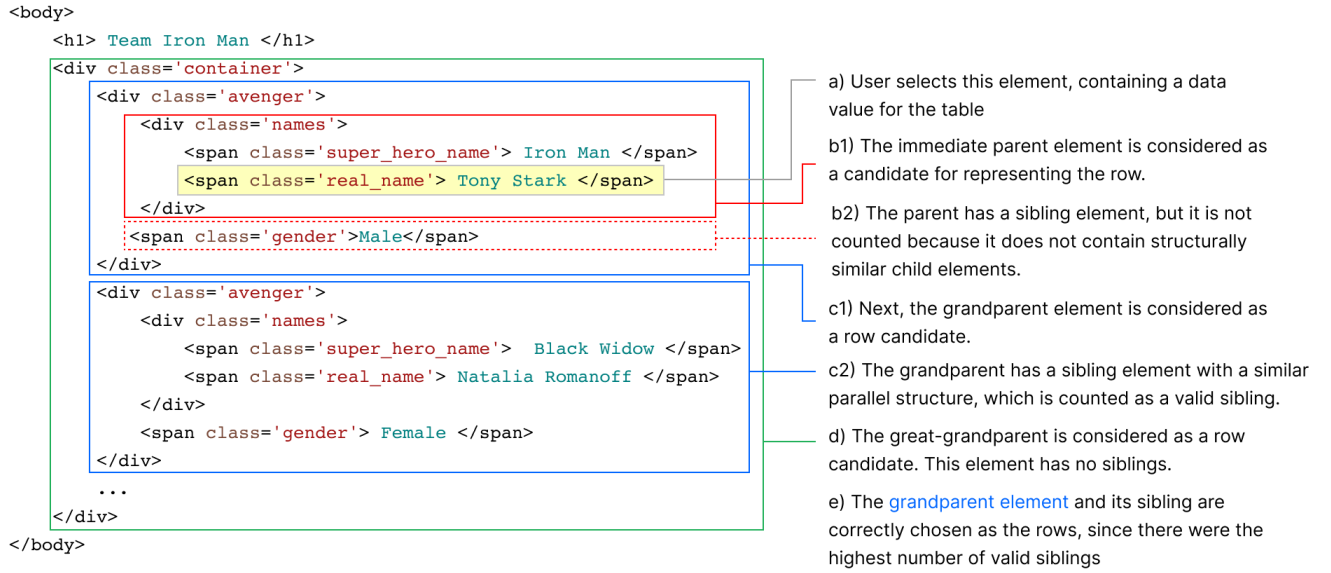 <body>
<h1> Team Iron Man </h1>
<div class='container'>
<div class='avenger'>
<div class='names'>
<span class='super_hero_name'> Iron Man </span>
<span class='real_name'> Tony Stark </span>
</div>
<span class='gender'>Male</span>
</div>
<div class='avenger'>
<div class='names'>
<span class='super_hero_name'>  Black Widow </span>
<span class='real_name'> Natalia Romanoff </span>
</div>
<span class='gender'> Female </span>
</div>
...
</div>
</body>
a) User selects this element, containing a data
value for the table
b1) The immediate parent element is considered as
a candidate for representing the row.
b2) The parent has a sibling element, but it is not
counted because it does not contain structurally
similar child elements.
c1) Next, the grandparent element is considered as
a row candidate.
c2) The grandparent has a sibling element with a similar
parallel structure, which is counted as a valid sibling.
d) The great-grandparent is considered as a row
candidate. This element has no siblings.
e) The grandparent element and its sibling are
correctly chosen as the rows, since there were the
highest number of valid siblings